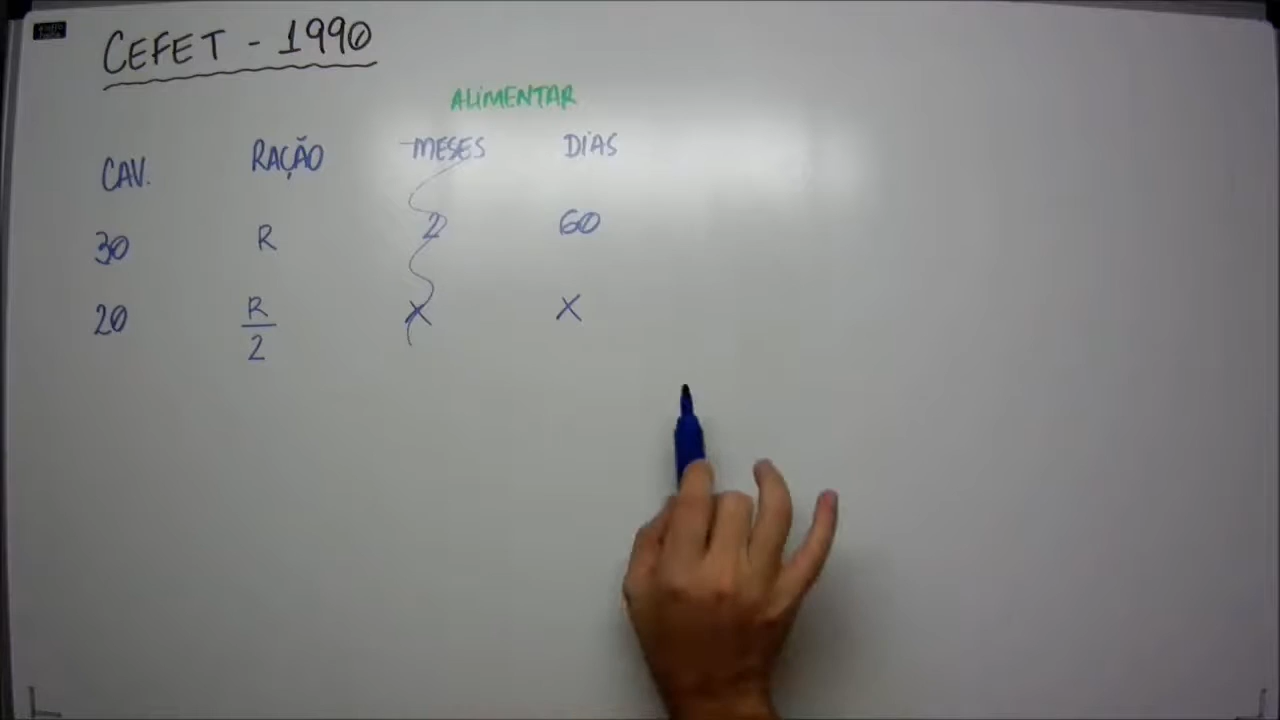 CEFET - 1990
ALIMENTAR
CAV. RAÇÃO MESES DIAS
30 R 2 60
20 R/2 X X